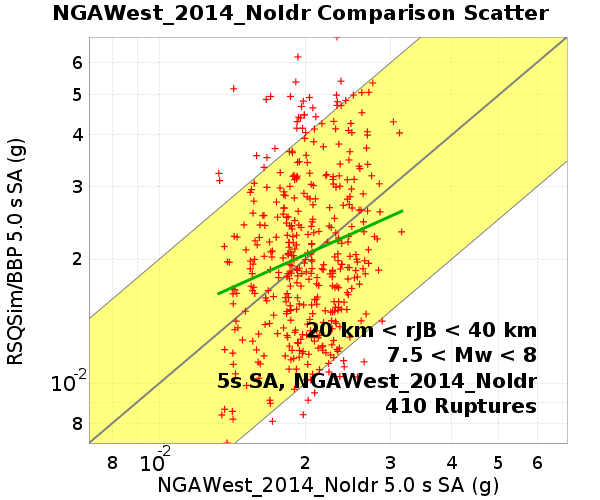 NGAWest_2014_NoIdr Comparison Scatter
RSQSim/BBP 5.0 s SA (g)
6
5
4
3
2
10-2
8
20 km < rJB < 40 km
7.5 < Mw < 8
5s SA, NGAWest_2014_NoIdr
410 Ruptures
8 10-2 2 3 4 5 6
NGAWest_2014_NoIdr 5.0 s SA (g)